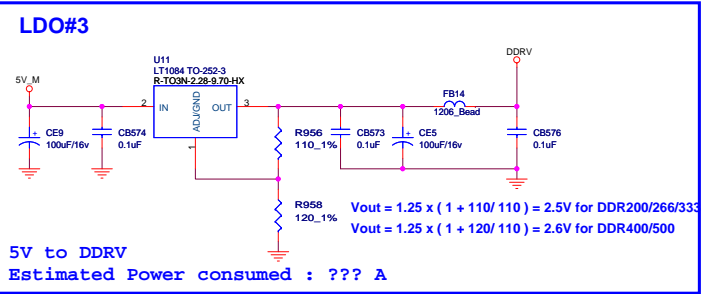 LDO#3
DDRV
U11
LT1084 TO-252-3
R-TO3N-2.28-9.70-HX
5V_M
2 IN OUT 3
ADJ/GND
1
FB14
1206_Bead
CE9
100uF/16v
CB574
0.1uF
R956
110_1%
CB573
0.1uF
CE5
100uF/16v
CB576
0.1uF
R958
120_1%
Vout = 1.25 x ( 1 + 110/ 110 ) = 2.5V for DDR200/266/333
Vout = 1.25 x ( 1 + 120/ 110 ) = 2.6V for DDR400/500
5V to DDRV
Estimated Power consumed : ??? A